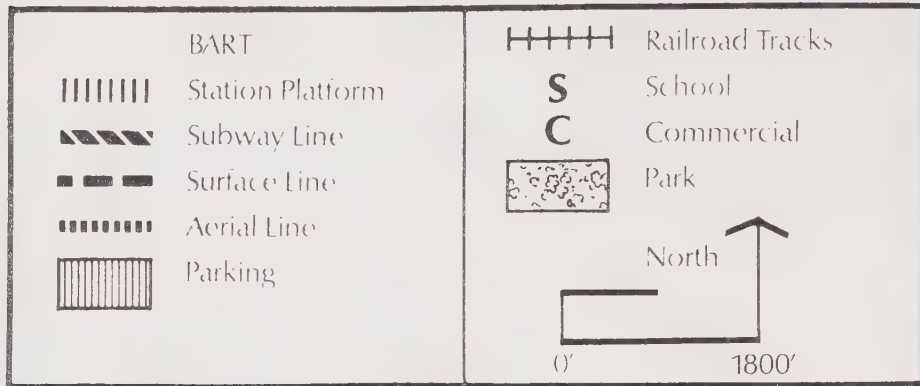 BART
Station Platform
Subway Line
Surface Line
Aerial Line
Parking
Railroad Tracks
S School
C Commercial
Park
North
0' 1800'